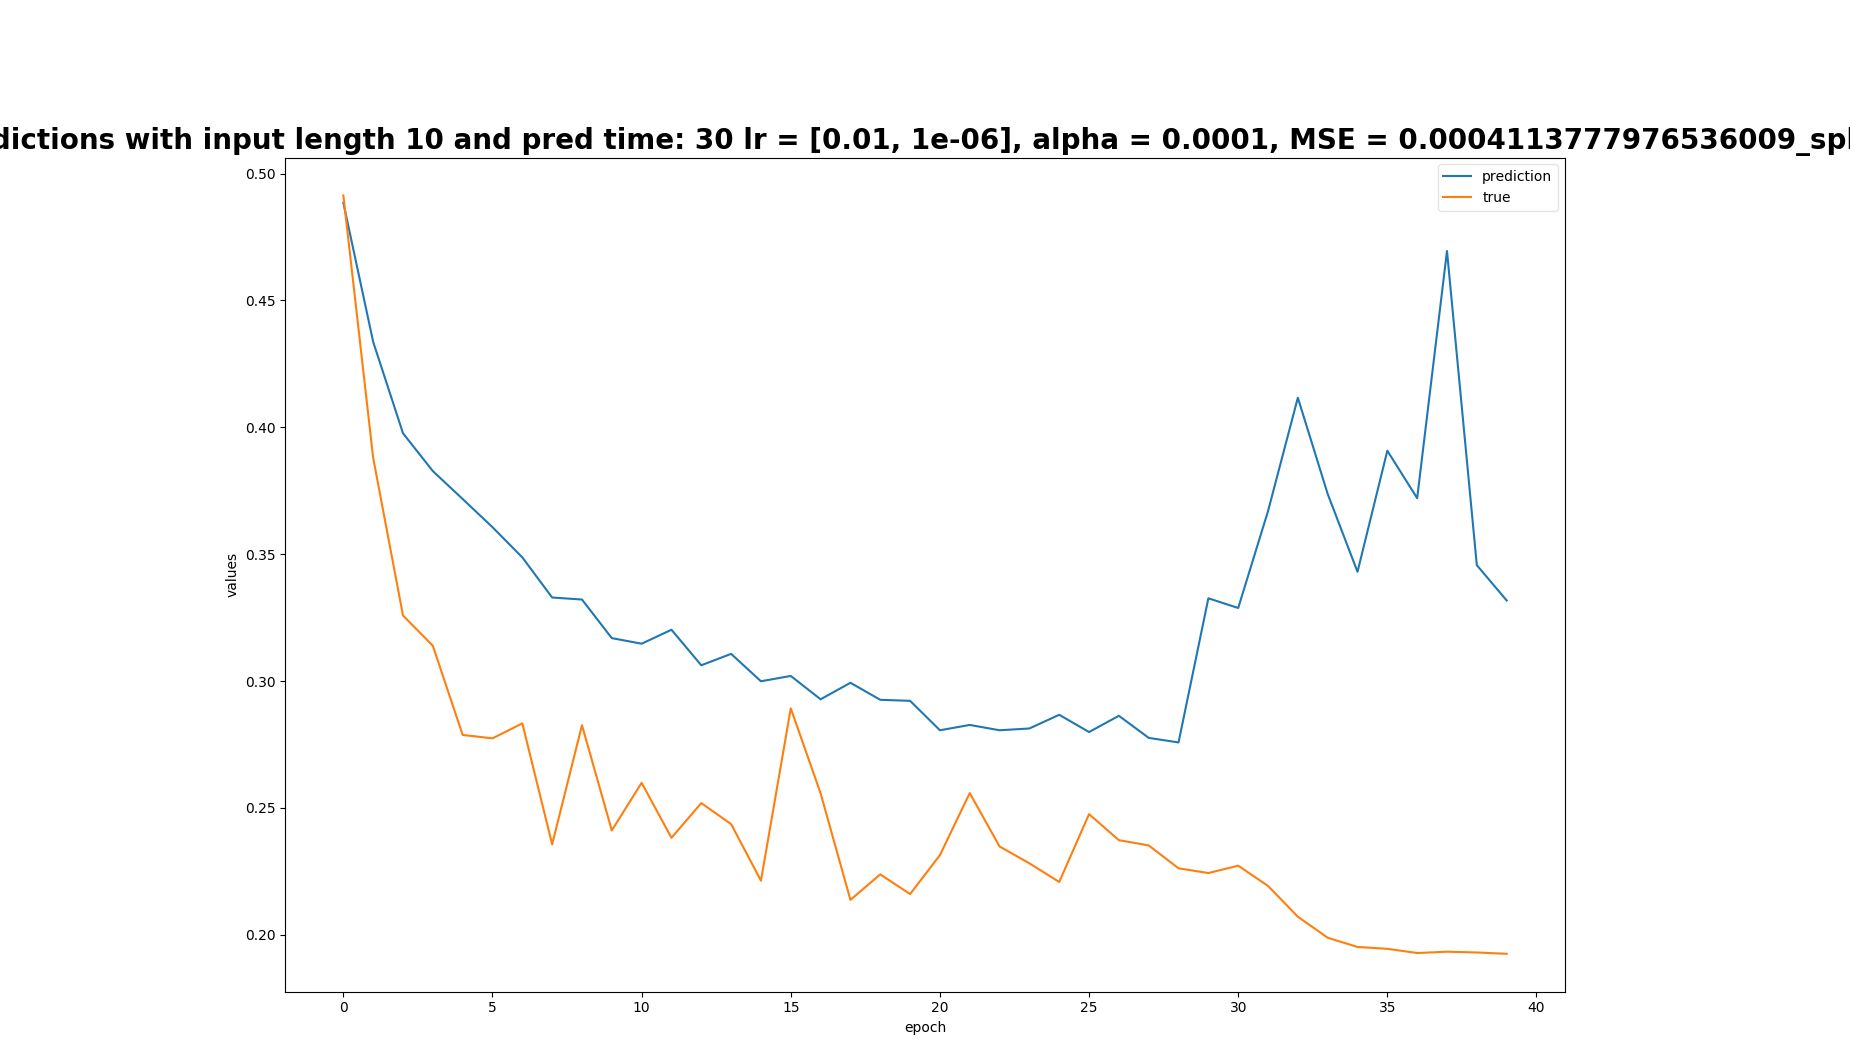 dictions with input length 10 and pred time: 30 lr = [0.01, 1e-06], alpha = 0.0001, MSE = 0.0004113777976536009_spl
prediction
true
0.50
0.45
0.40
0.35
0.30
0.25
0.20
values
0 5 10 15 20 25 30 35 40
epoch